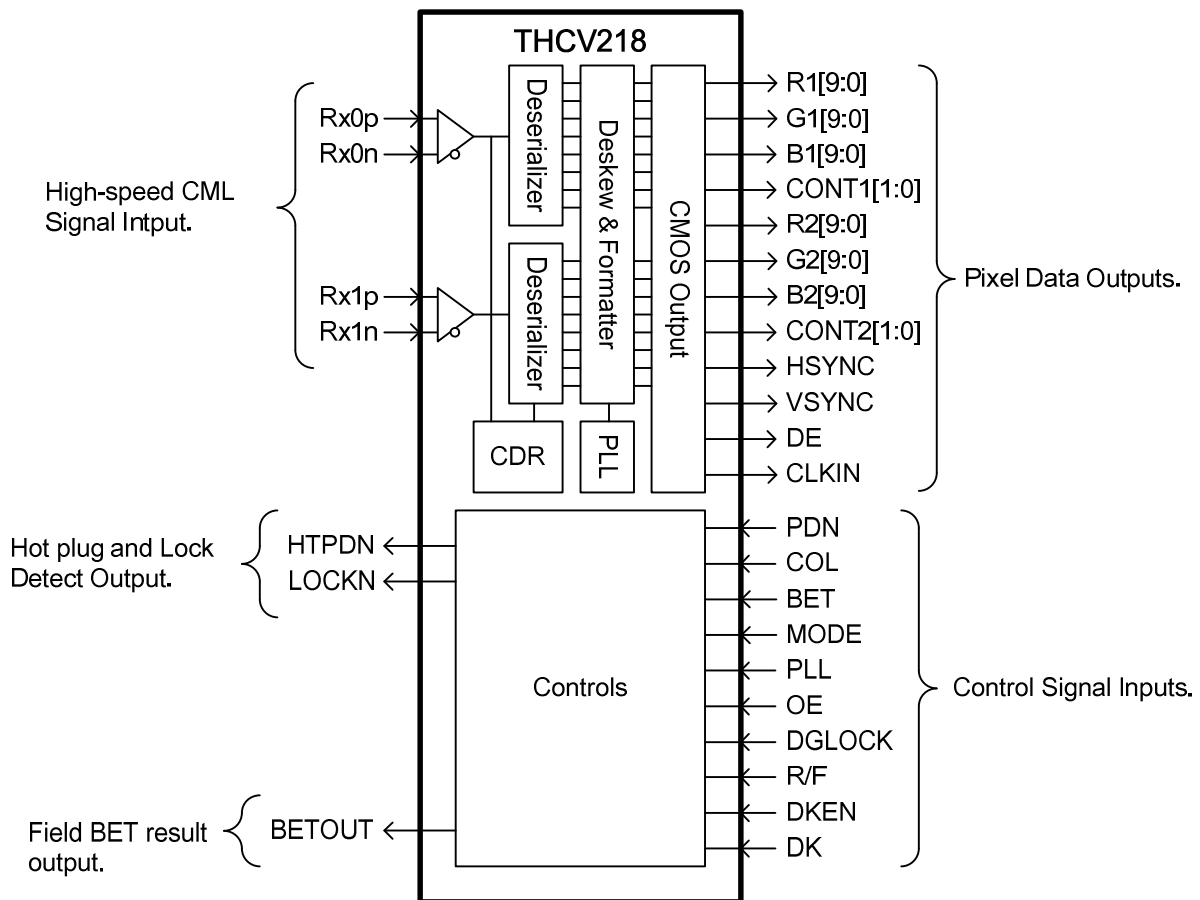 THCV218
Rx0p
Rx0n
High-speed CML
Signal Intput.
Rx1p
Rx1n
Deserializer
Deserializer
Deskew & Formatter
CMOS Output
CDR
PLL
R1[9:0]
G1[9:0]
B1[9:0]
CONT1[1:0]
R2[9:0]
G2[9:0]
B2[9:0]
CONT2[1:0]
HSYNC
VSYNC
DE
CLKIN
Pixel Data Outputs.
Hot plug and Lock
Detect Output.
HTPDN
LOCKN
Controls
PDN
COL
BET
MODE
PLL
OE
DGLOCK
R/F
DKEN
DK
Control Signal Inputs.
Field BET result
output.
BETOUT